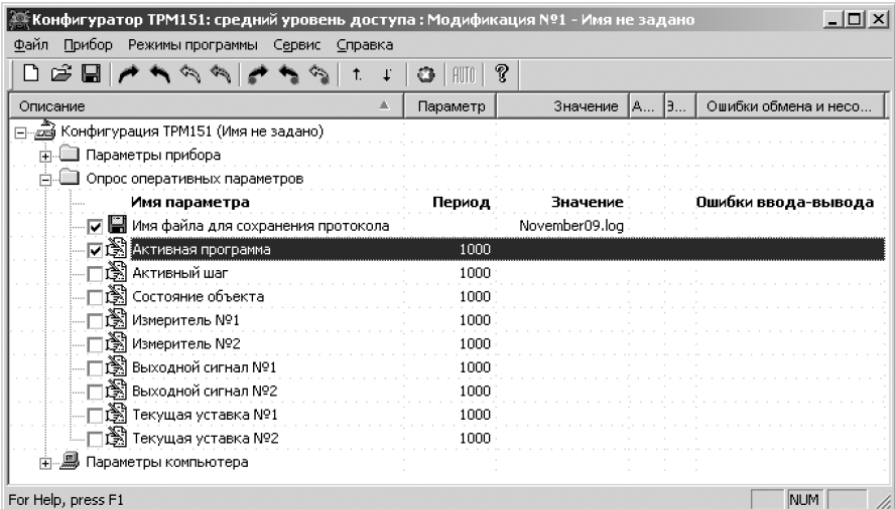 Конфигуратор ТРМ151: средний уровень доступа : Модификация №1 - Имя не задано
Файл Прибор Режимы программы Сервис Справка
AUTO
Описание Параметр Значение А... З... Ошибки обмена и несо...
Конфигурация ТРМ151 (Имя не задано)
Параметры прибора
Опрос оперативных параметров
Имя параметра Период Значение Ошибки ввода-вывода
Имя файла для сохранения протокола November09.log
Активная программа 1000
Активный шаг 1000
Состояние объекта 1000
Измеритель №1 1000
Измеритель №2 1000
Выходной сигнал №1 1000
Выходной сигнал №2 1000
Текущая уставка №1 1000
Текущая уставка №2 1000
Параметры компьютера
For Help, press F1 NUM